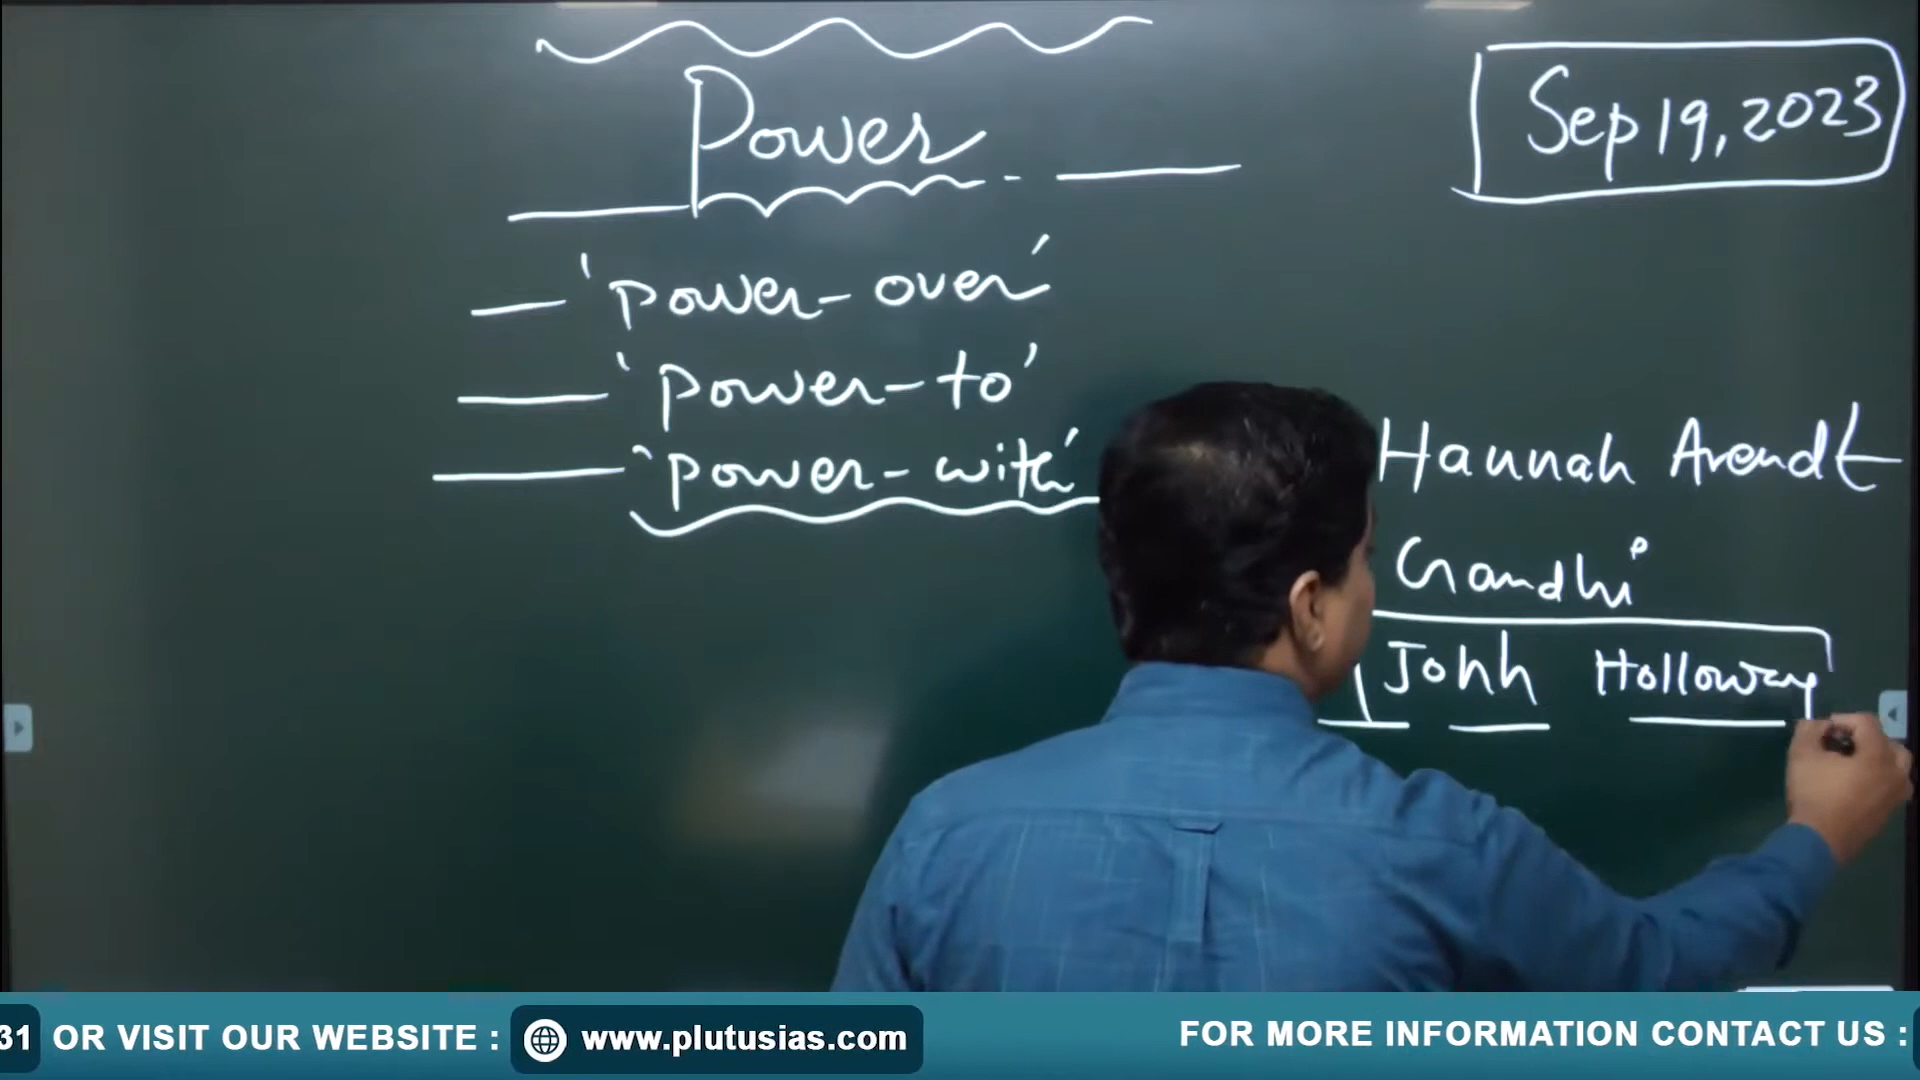 Power
Sep 19, 2023
'power-over'
'power-to'
'power-with'
Hannah Arendt
Gandhi
John Holloway
31 OR VISIT OUR WEBSITE : www.plutusias.com
FOR MORE INFORMATION CONTACT US :